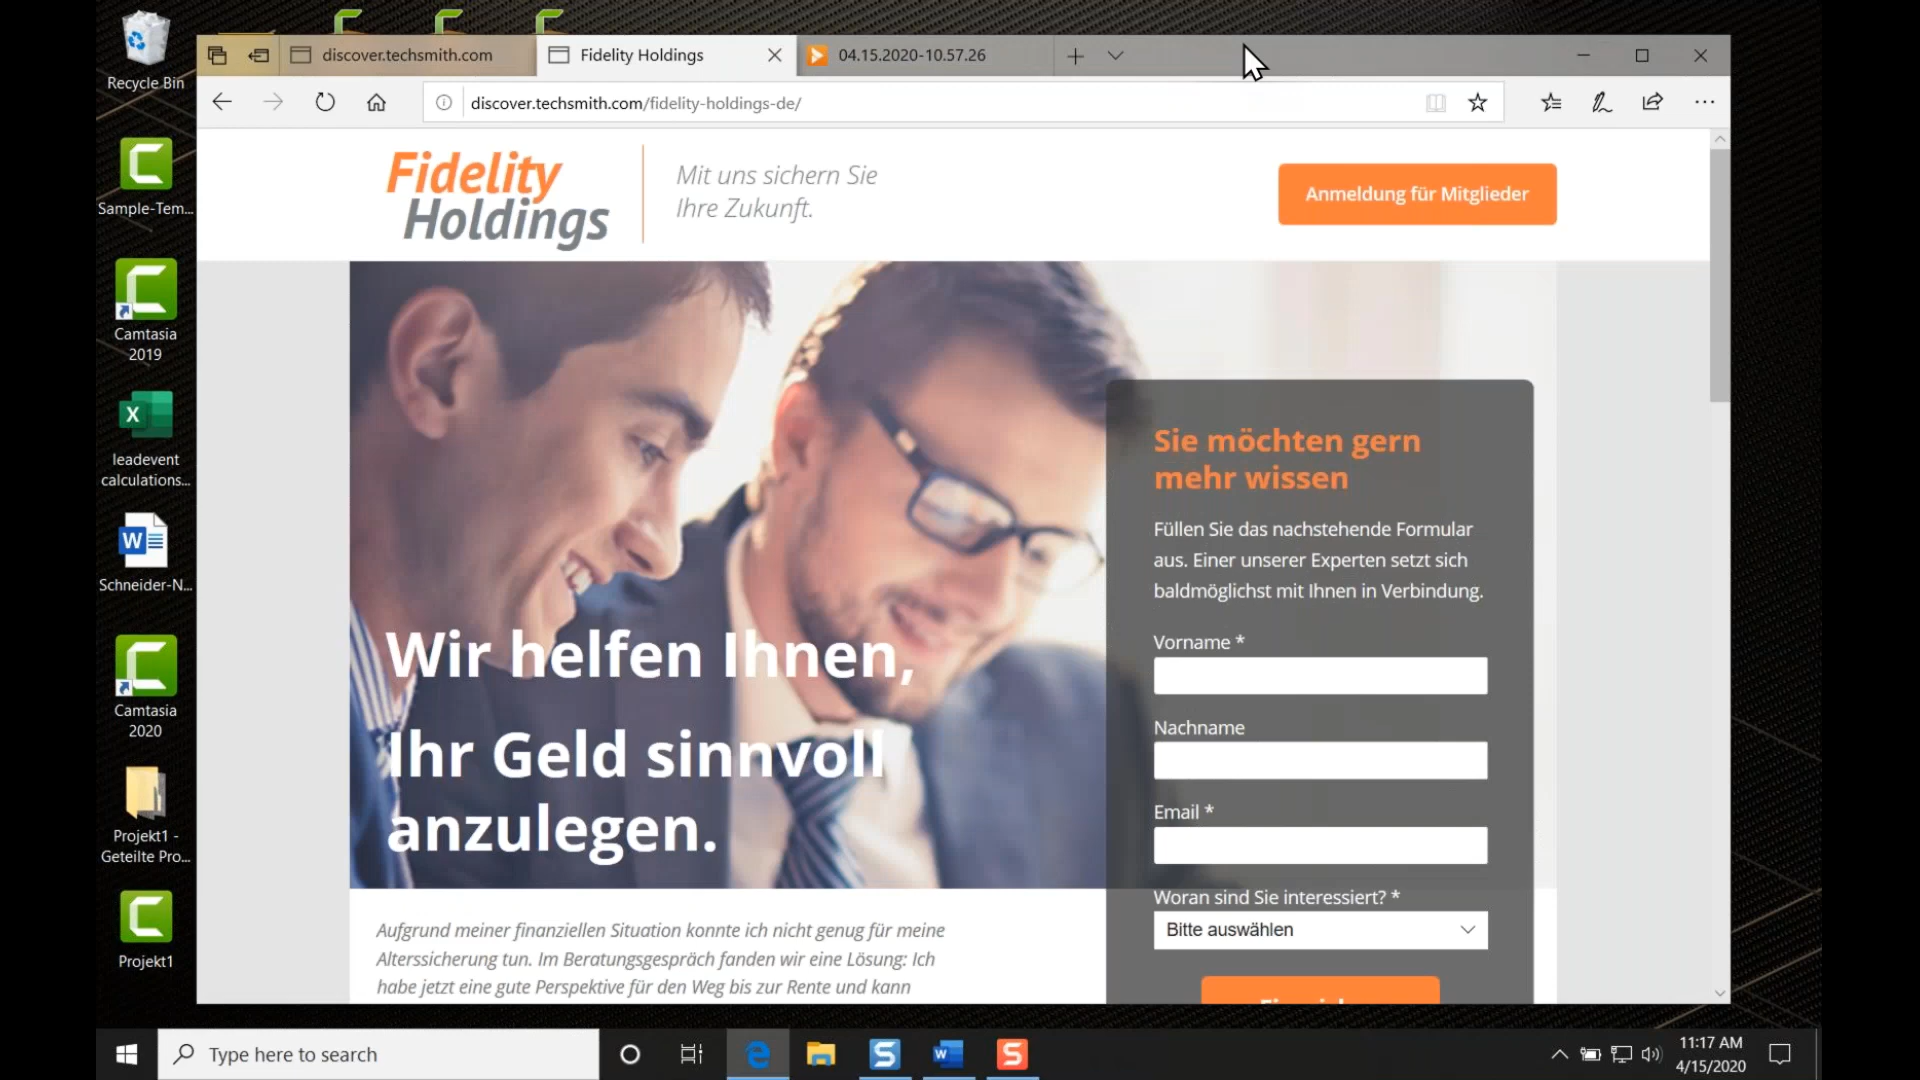 Recycle Bin
Sample-Tem...
Camtasia
2019
leadevent
calculations...
Schneider-N...
Camtasia
2020
Projekt1 -
Geteilte Pro...
Projekt1
discover.techsmith.com
Fidelity Holdings
04.15.2020-10.57.26
discover.techsmith.com/fidelity-holdings-de/
Fidelity
Holdings
Mit uns sichern Sie
Ihre Zukunft.
Anmeldung für Mitglieder
Wir helfen Ihnen,
Ihr Geld sinnvoll
anzulegen.
Sie möchten gern
mehr wissen
Füllen Sie das nachstehende Formular
aus. Einer unserer Experten setzt sich
baldmöglichst mit Ihnen in Verbindung.
Vorname *
Nachname
Email *
Woran sind Sie interessiert? *
Bitte auswählen
Aufgrund meiner finanziellen Situation konnte ich nicht genug für meine
Alterssicherung tun. Im Beratungsgespräch fanden wir eine Lösung: Ich
habe jetzt eine gute Perspektive für den Weg bis zur Rente und kann
Type here to search
11:17 AM
4/15/2020